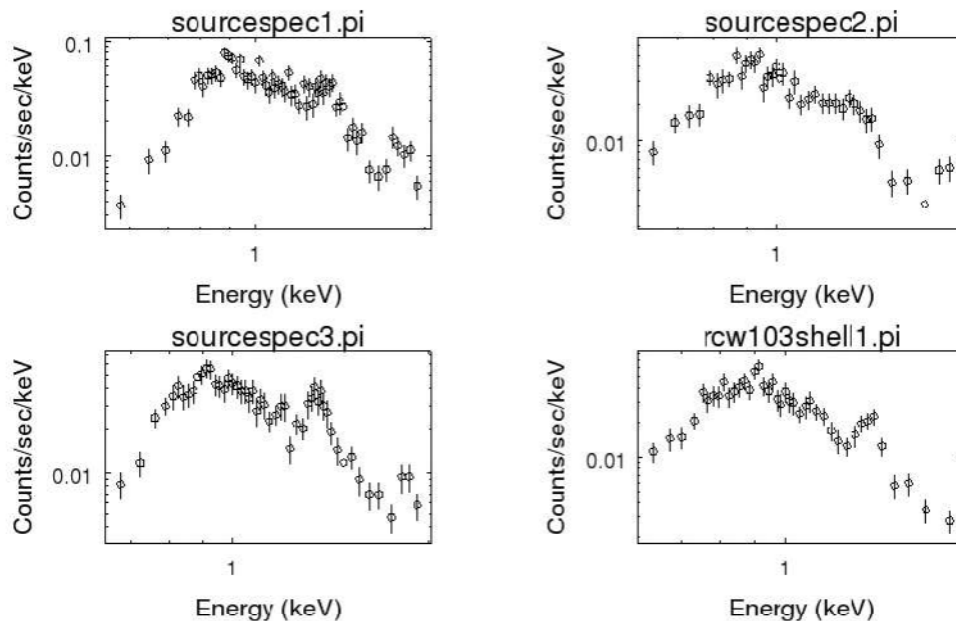 sourcespec1.pi
0.1
0.01
Counts/sec/keV
1
Energy (keV)
sourcespec2.pi
0.01
Counts/sec/keV
1
Energy (keV)
sourcespec3.pi
0.01
Counts/sec/keV
1
Energy (keV)
rcw103shell1.pi
0.01
Counts/sec/keV
1
Energy (keV)